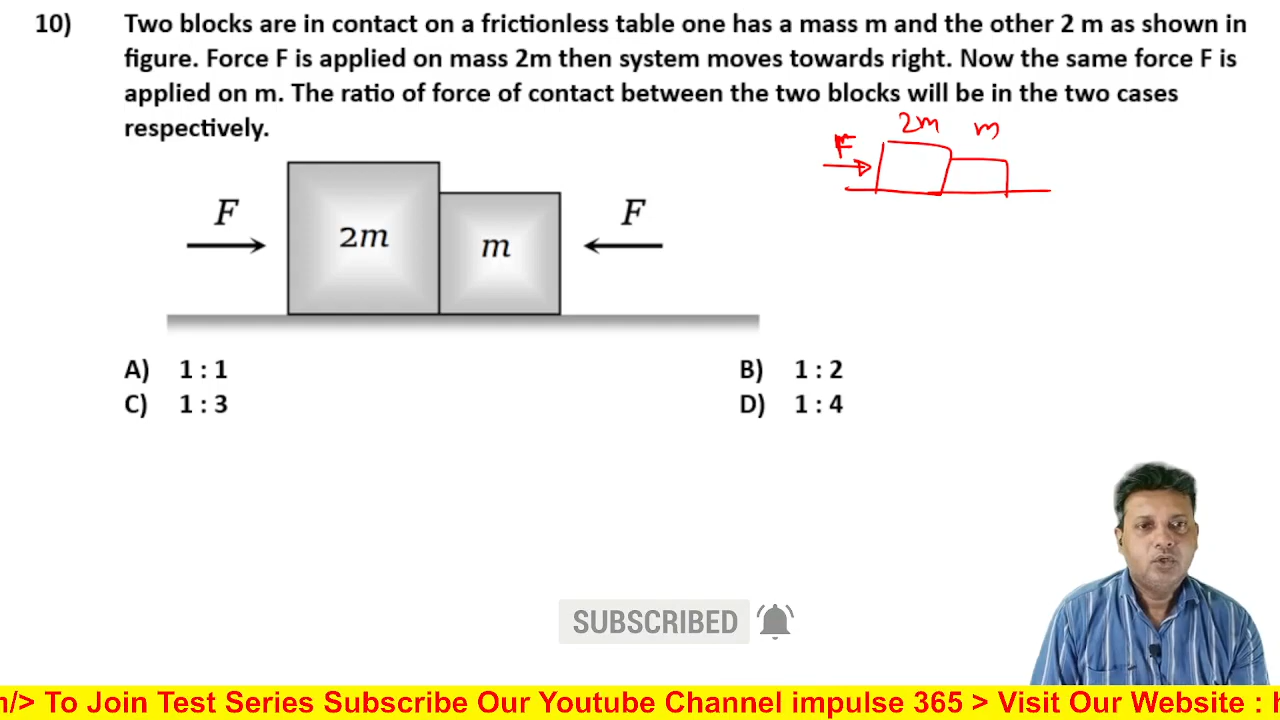 10) Two blocks are in contact on a frictionless table one has a mass m and the other 2 m as shown in
figure. Force F is applied on mass 2m then system moves towards right. Now the same force F is
applied on m. The ratio of force of contact between the two blocks will be in the two cases
respectively.
2m m
F
F F
2m m
A) 1 : 1 B) 1 : 2
C) 1 : 3 D) 1 : 4
SUBSCRIBED
/> To Join Test Series Subscribe Our Youtube Channel impulse 365 > Visit Our Website :